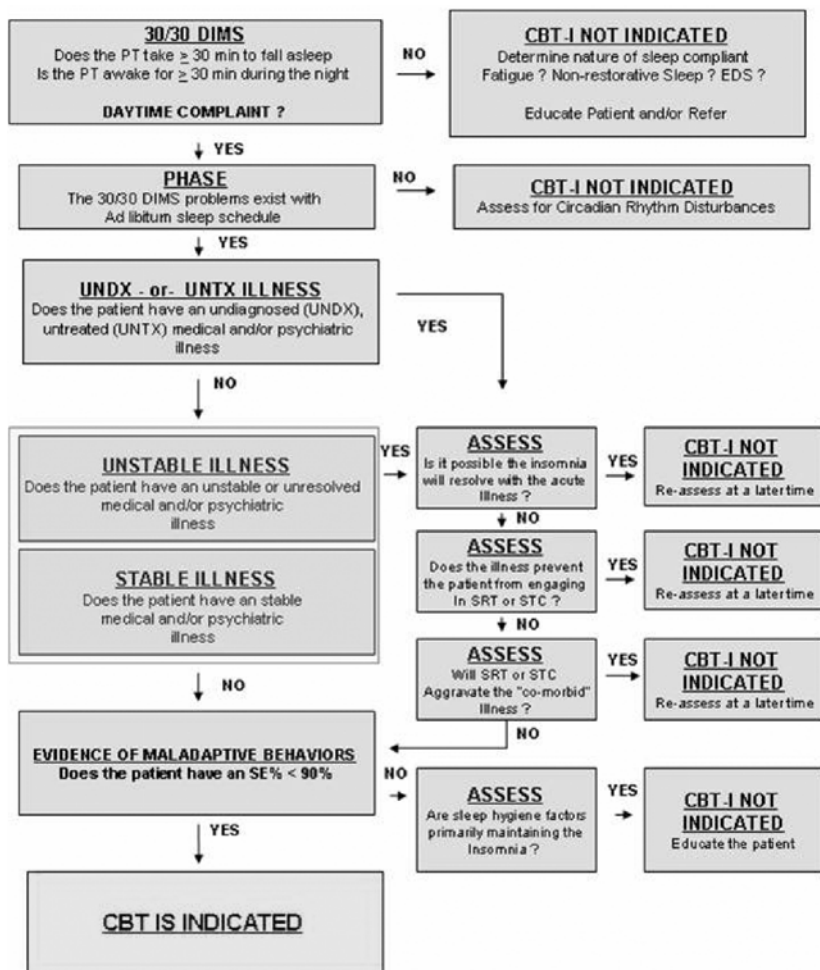 30/30 DIMS
Does the PT take ≥ 30 min to fall asleep
Is the PT awake for ≥ 30 min during the night
DAYTIME COMPLAINT ?
NO
CBT-I NOT INDICATED
Determine nature of sleep compliant
Fatigue ? Non-restorative Sleep ? EDS ?
Educate Patient and/or Refer
YES
PHASE
The 30/30 DIMS problems exist with
Ad libitum sleep schedule
NO
CBT-I NOT INDICATED
Assess for Circadian Rhythm Disturbances
YES
UNDX - or- UNTX ILLNESS
Does the patient have an undiagnosed (UNDX),
untreated (UNTX) medical and/or psychiatric
illness
YES
NO
UNSTABLE ILLNESS
Does the patient have an unstable or unresolved
medical and/or psychiatric
illness
YES
ASSESS
Is it possible the insomnia
will resolve with the acute
Illness ?
YES
CBT-I NOT
INDICATED
Re-assess at a later time
NO
STABLE ILLNESS
Does the patient have an stable
medical and/or psychiatric
illness
ASSESS
Does the illness prevent
the patient from engaging
In SRT or STC ?
YES
CBT-I NOT
INDICATED
Re-assess at a later time
NO
NO
ASSESS
Will SRT or STC
Aggravate the "co-morbid"
Illness ?
YES
CBT-I NOT
INDICATED
Re-assess at a later time
NO
EVIDENCE OF MALADAPTIVE BEHAVIORS
Does the patient have an SE% < 90%
NO
ASSESS
Are sleep hygiene factors
primarily maintaining the
Insomnia ?
YES
CBT-I NOT
INDICATED
Educate the patient
YES
CBT IS INDICATED